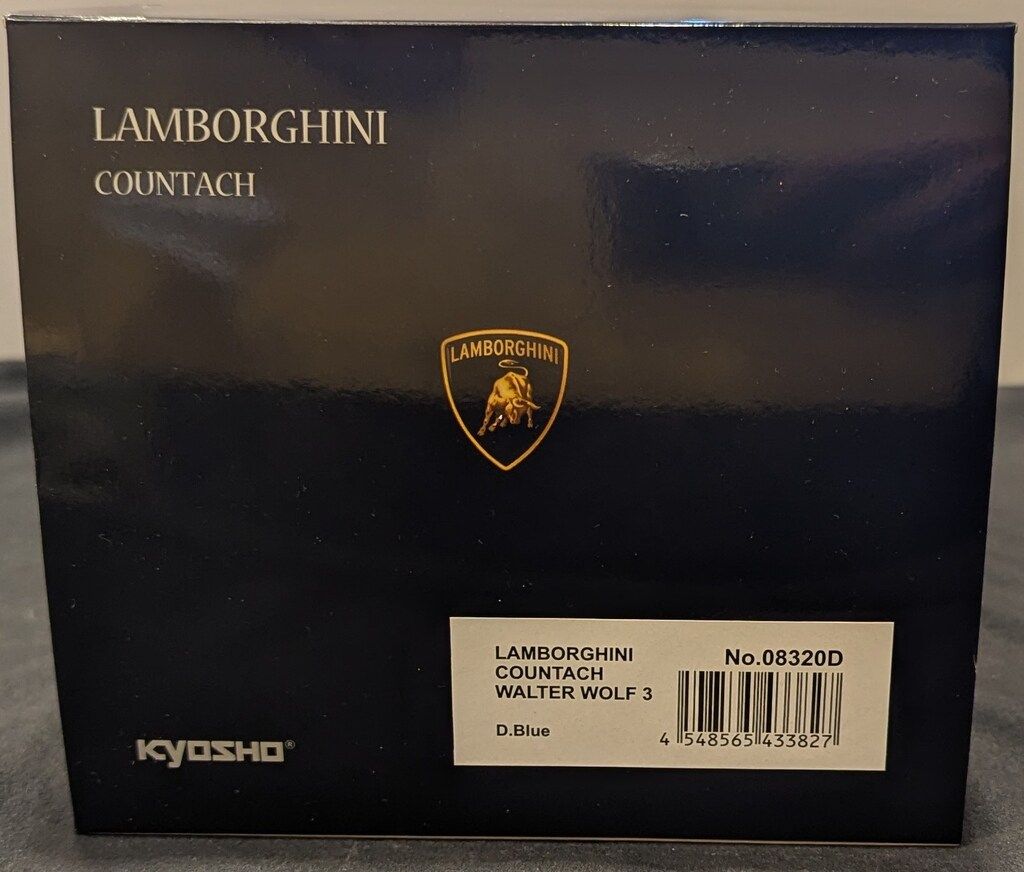 LAMBORGHINI
COUNTACH
LAMBORGHINI
LAMBORGHINI
COUNTACH
WALTER WOLF 3
D.Blue
No.08320D
4 548565 433827
KYOSHO®